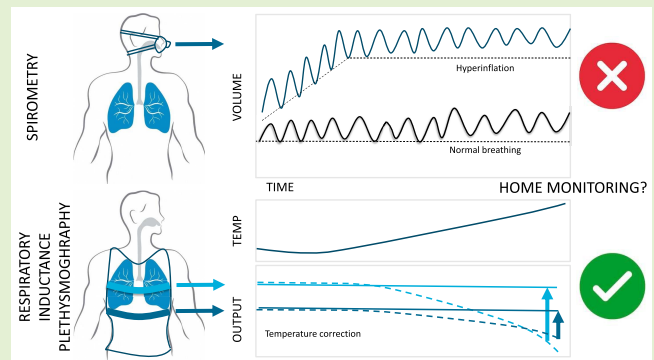 SPIROMETRY
VOLUME
Hyperinflation
Normal breathing
TIME
HOME MONITORING?
RESPIRATORY
INDUCTANCE
PLETHYSMOGHRAPHY
TEMP
OUTPUT
Temperature correction